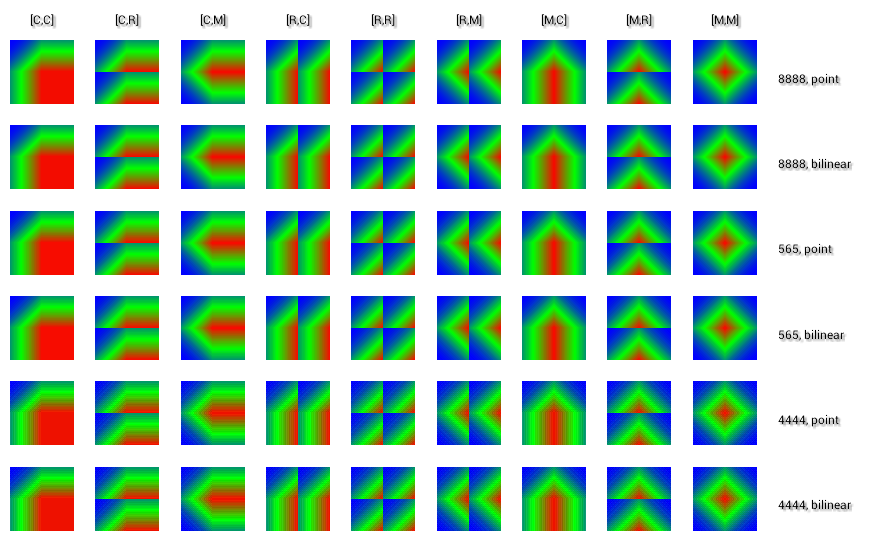 [C,C] [C,R] [C,M] [R,C] [R,R] [R,M] [M,C] [M,R] [M,M]
8888, point
8888, bilinear
565, point
565, bilinear
4444, point
4444, bilinear